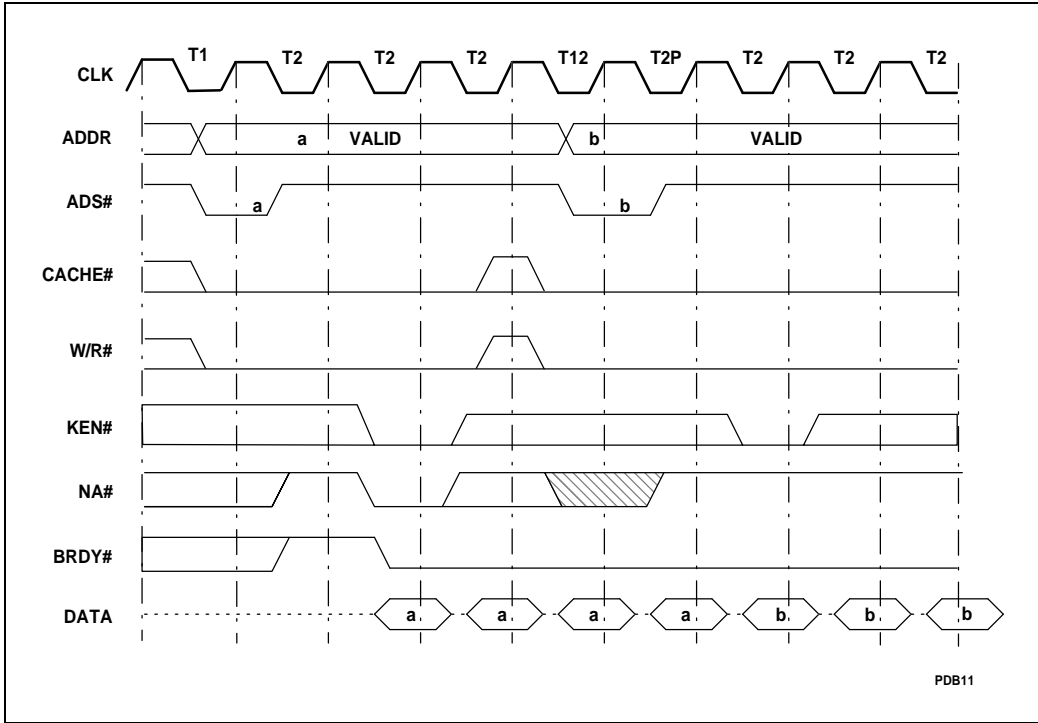 CLK T1 T2 T2 T2 T12 T2P T2 T2 T2
ADDR a VALID b VALID
ADS# a b
CACHE#
W/R#
KEN#
NA#
BRDY#
DATA a a a a b b b
PDB11